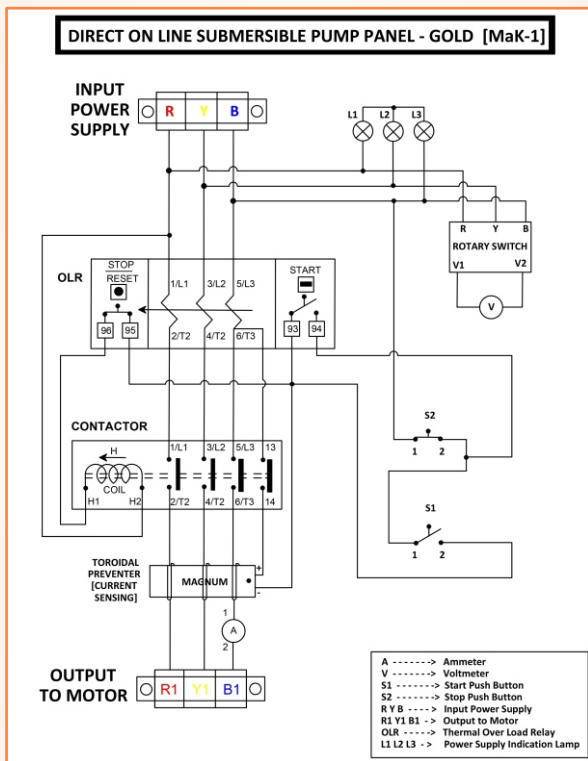 DIRECT ON LINE SUBMERSIBLE PUMP PANEL - GOLD [MaK-1]
INPUT
POWER
SUPPLY
R Y B
L1 L2 L3
R Y B
ROTARY SWITCH
V1 V2
V
OLR
STOP
RESET
96 95
1/L1 3/L2 5/L3
2/T2 4/T2 6/T3
START
93 94
S2
1 2
CONTACTOR
H
COIL
H1 H2
1/L1 3/L2 5/L3 13
2/T2 4/T2 6/T3 14
S1
1 2
TOROIDAL
PREVENTER
[CURRENT
SENSING]
MAGNUM
+
-
1
A
2
OUTPUT
TO MOTOR
R1 Y1 B1
A -------> Ammeter
V -------> Voltmeter
S1 -------> Start Push Button
S2 -------> Stop Push Button
R Y B ----> Input Power Supply
R1 Y1 B1 -> Output to Motor
OLR -----> Thermal Over Load Relay
L1 L2 L3 -> Power Supply Indication Lamp